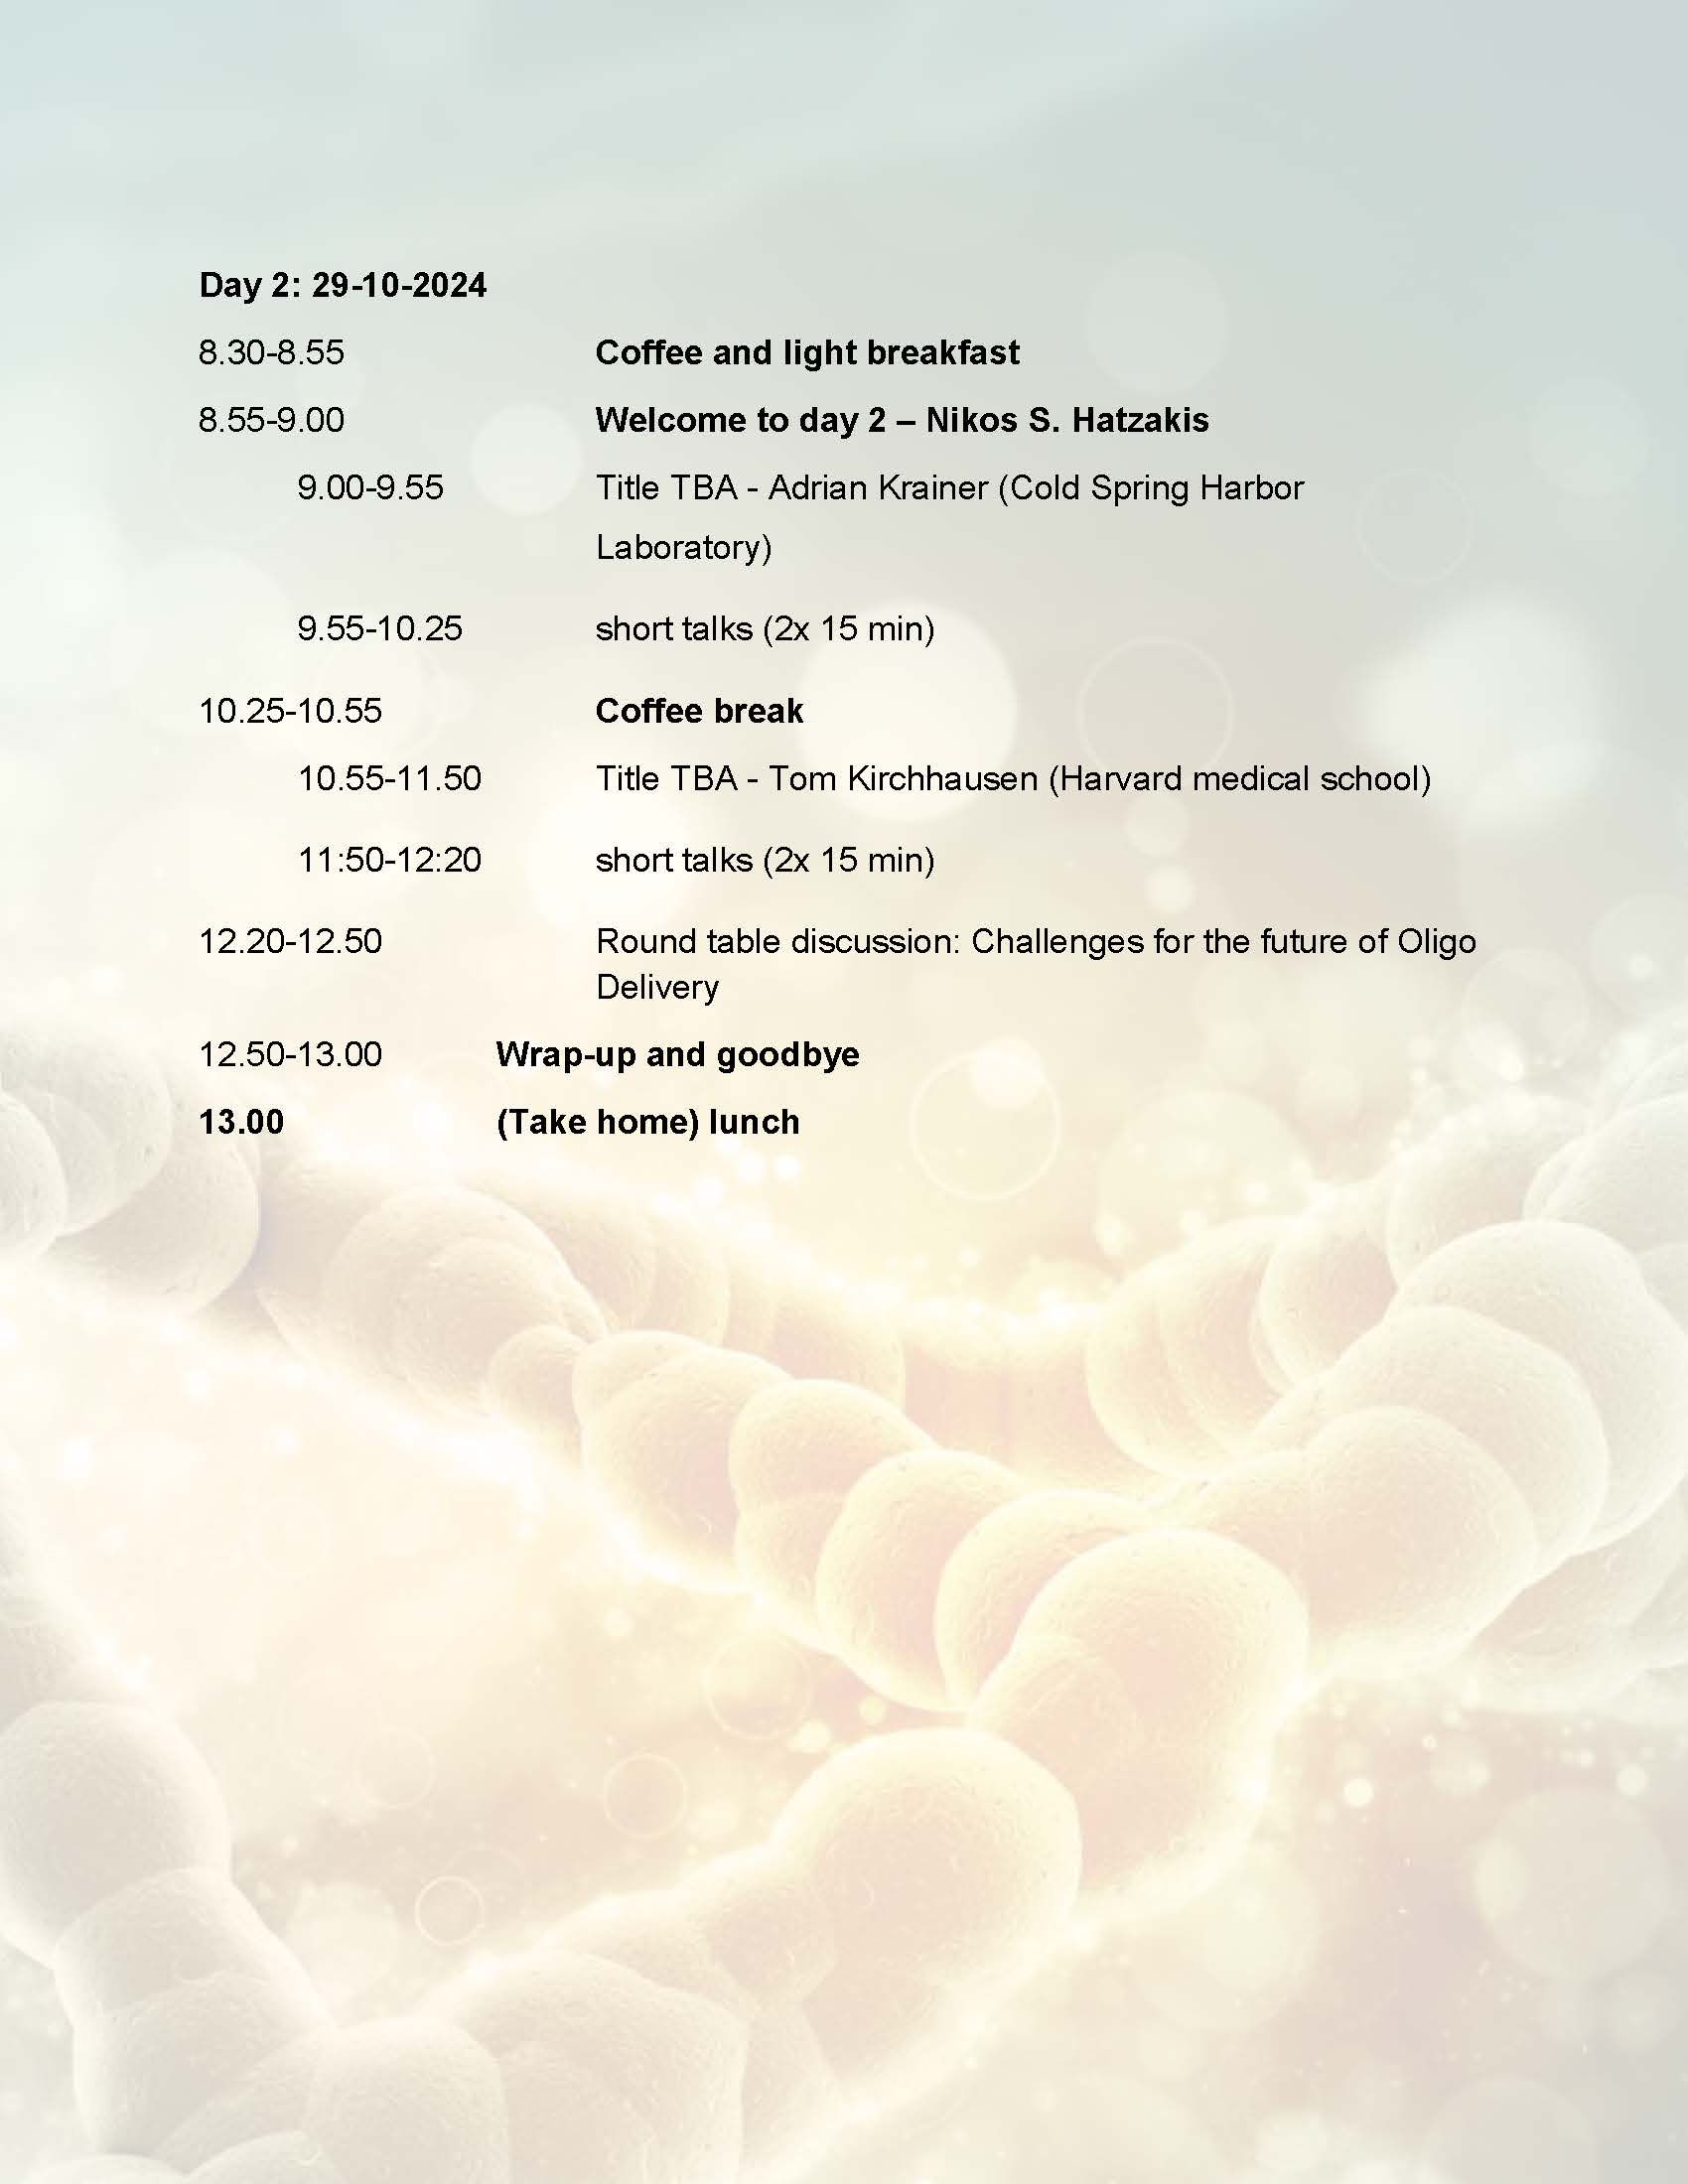 Day 2: 29-10-2024
8.30-8.55 Coffee and light breakfast
8.55-9.00 Welcome to day 2 – Nikos S. Hatzakis
9.00-9.55 Title TBA - Adrian Krainer (Cold Spring Harbor
Laboratory)
9.55-10.25 short talks (2x 15 min)
10.25-10.55 Coffee break
10.55-11.50 Title TBA - Tom Kirchhausen (Harvard medical school)
11:50-12:20 short talks (2x 15 min)
12.20-12.50 Round table discussion: Challenges for the future of Oligo
Delivery
12.50-13.00 Wrap-up and goodbye
13.00 (Take home) lunch